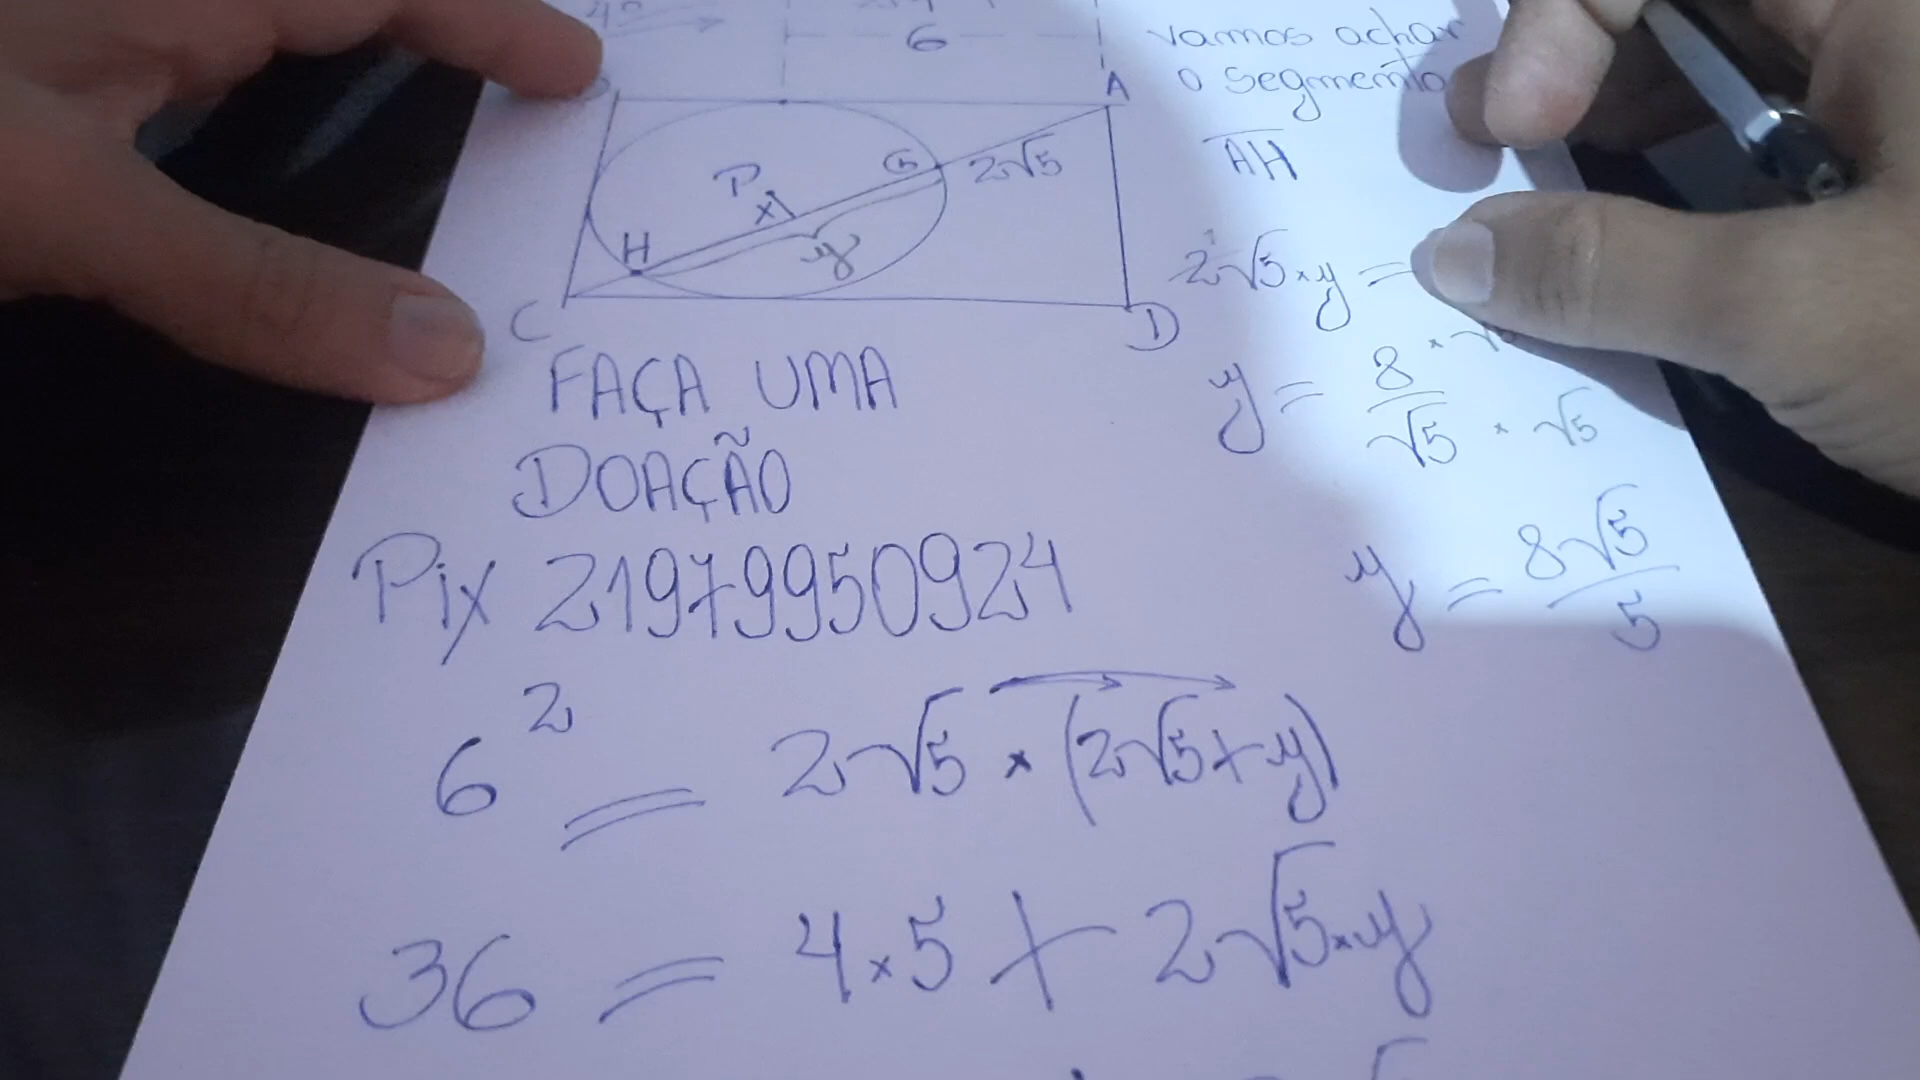 4
6
vamos achar
o segmento
AH
A
G
2√5
P
x
H
y
C
D
2√5 × y =
y = 8 ×
√5 × √5
y = 8√5
5
FAÇA UMA
DOAÇÃO
Pix 21979950924
6² = 2√5 × (2√5+y)
36 = 4×5 + 2√5×y